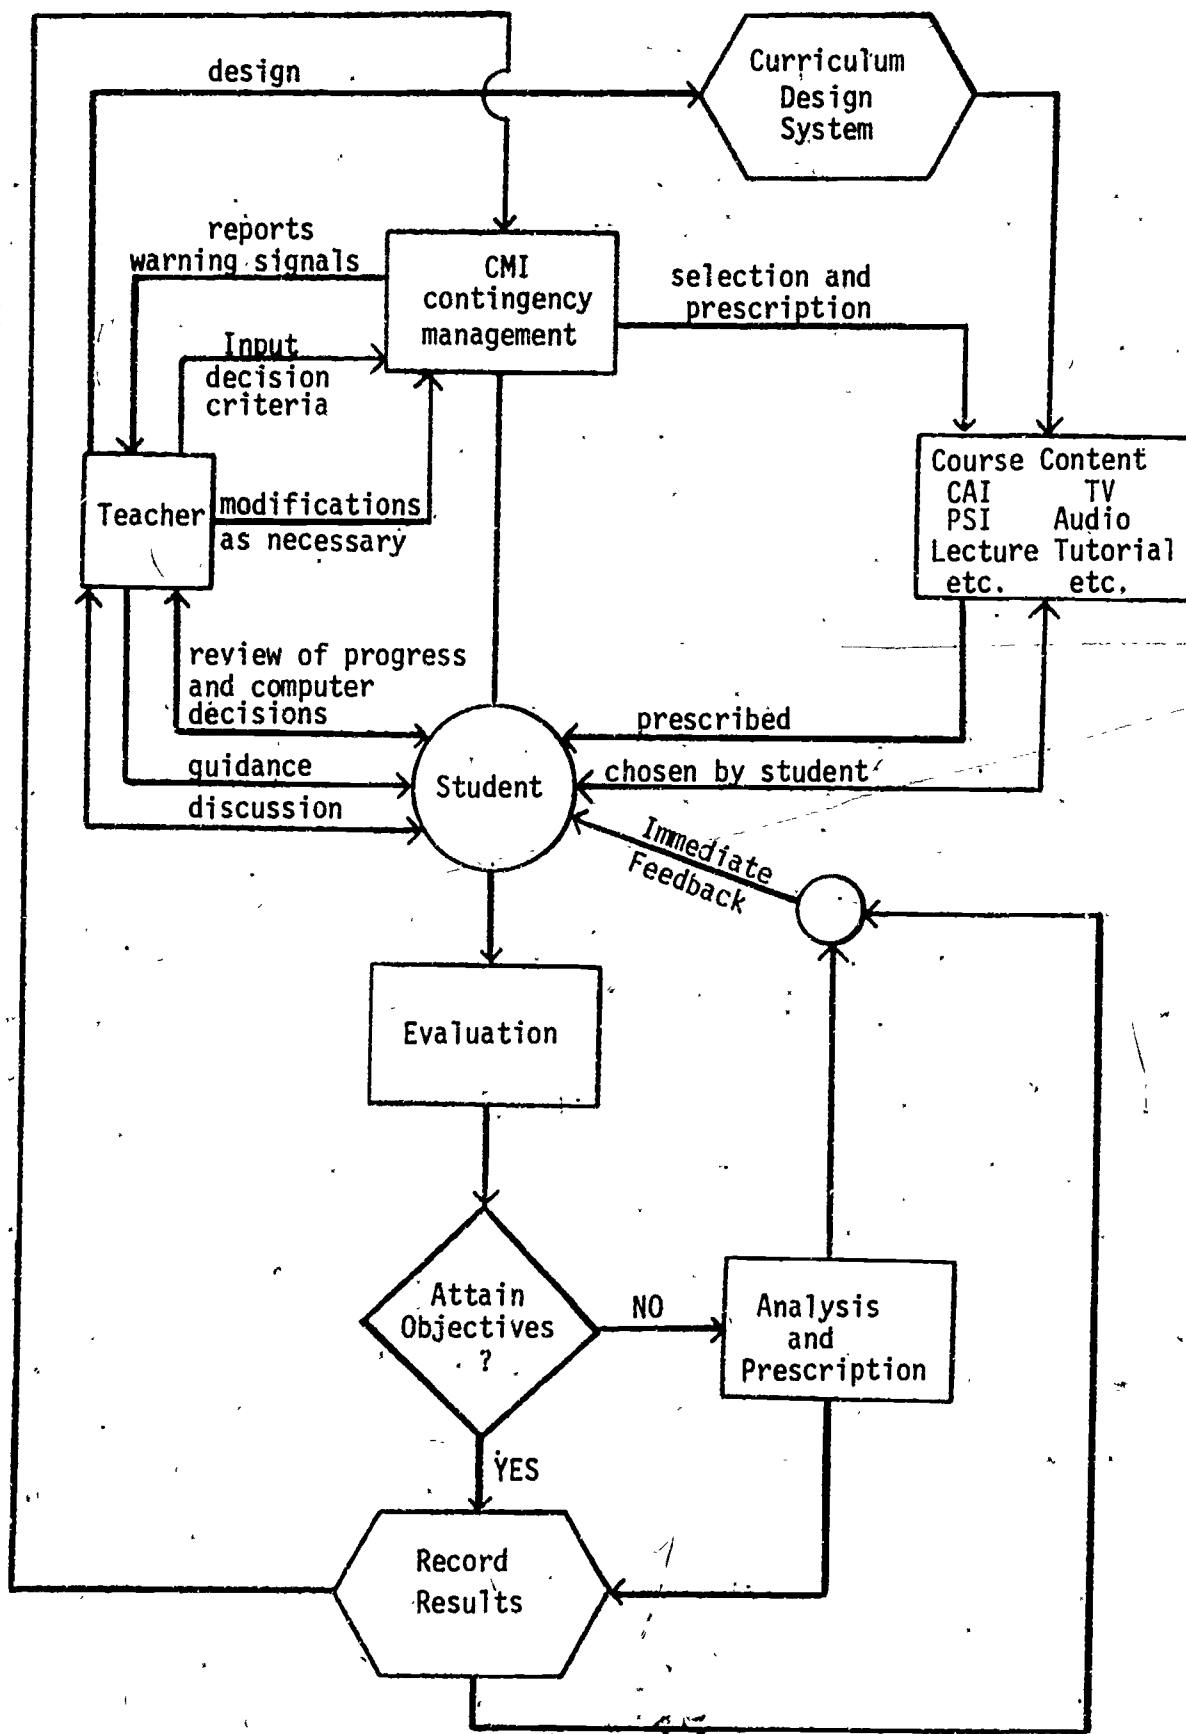 design
Curriculum
Design
System
reports
warning signals
CMI
contingency
management
selection and
prescription
Input
decision
criteria
Teacher
modifications
as necessary
Course Content
CAI TV
PSI Audio
Lecture Tutorial
etc. etc.
review of progress
and computer
decisions
prescribed
guidance
Student
chosen by student
discussion
Immediate
Feedback
Evaluation
Attain
Objectives
?
NO
Analysis
and
Prescription
YES
Record
Results